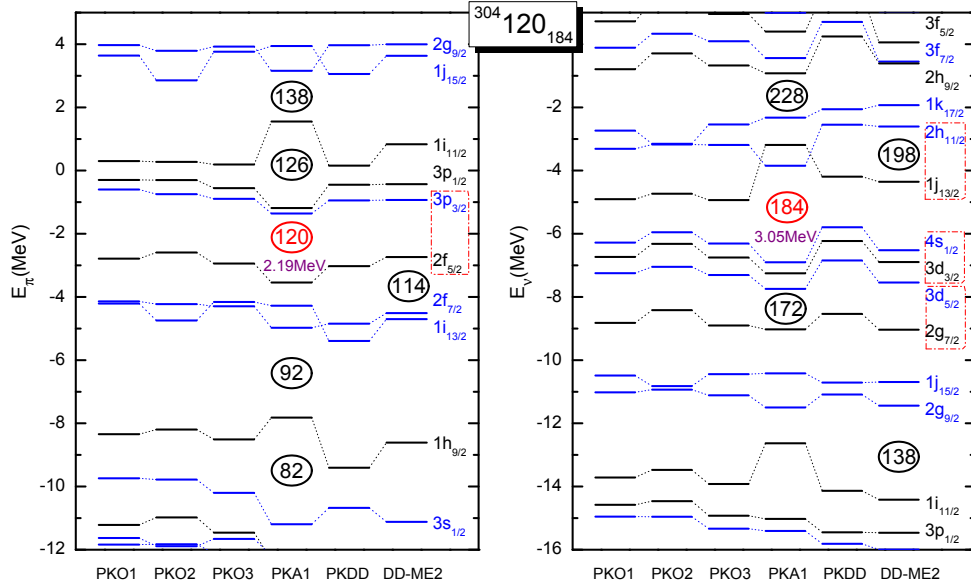 ³⁰⁴120₁₈₄
E_π(MeV)
4
2
0
-2
-4
-6
-8
-10
-12
138
126
120
2.19MeV
114
92
82
2g₉/₂
1j₁₅/₂
1i₁₁/₂
3p₁/₂
3p₃/₂
2f₅/₂
2f₇/₂
1i₁₃/₂
1h₉/₂
3s₁/₂
PKO1 PKO2 PKO3 PKA1 PKDD DD-ME2
E_ν(MeV)
0
-2
-4
-6
-8
-10
-12
-14
-16
228
198
184
3.05MeV
172
138
3f₅/₂
3f₇/₂
2h₉/₂
1k₁₇/₂
2h₁₁/₂
1j₁₃/₂
4s₁/₂
3d₃/₂
3d₅/₂
2g₇/₂
1j₁₅/₂
2g₉/₂
1i₁₁/₂
3p₁/₂
PKO1 PKO2 PKO3 PKA1 PKDD DD-ME2